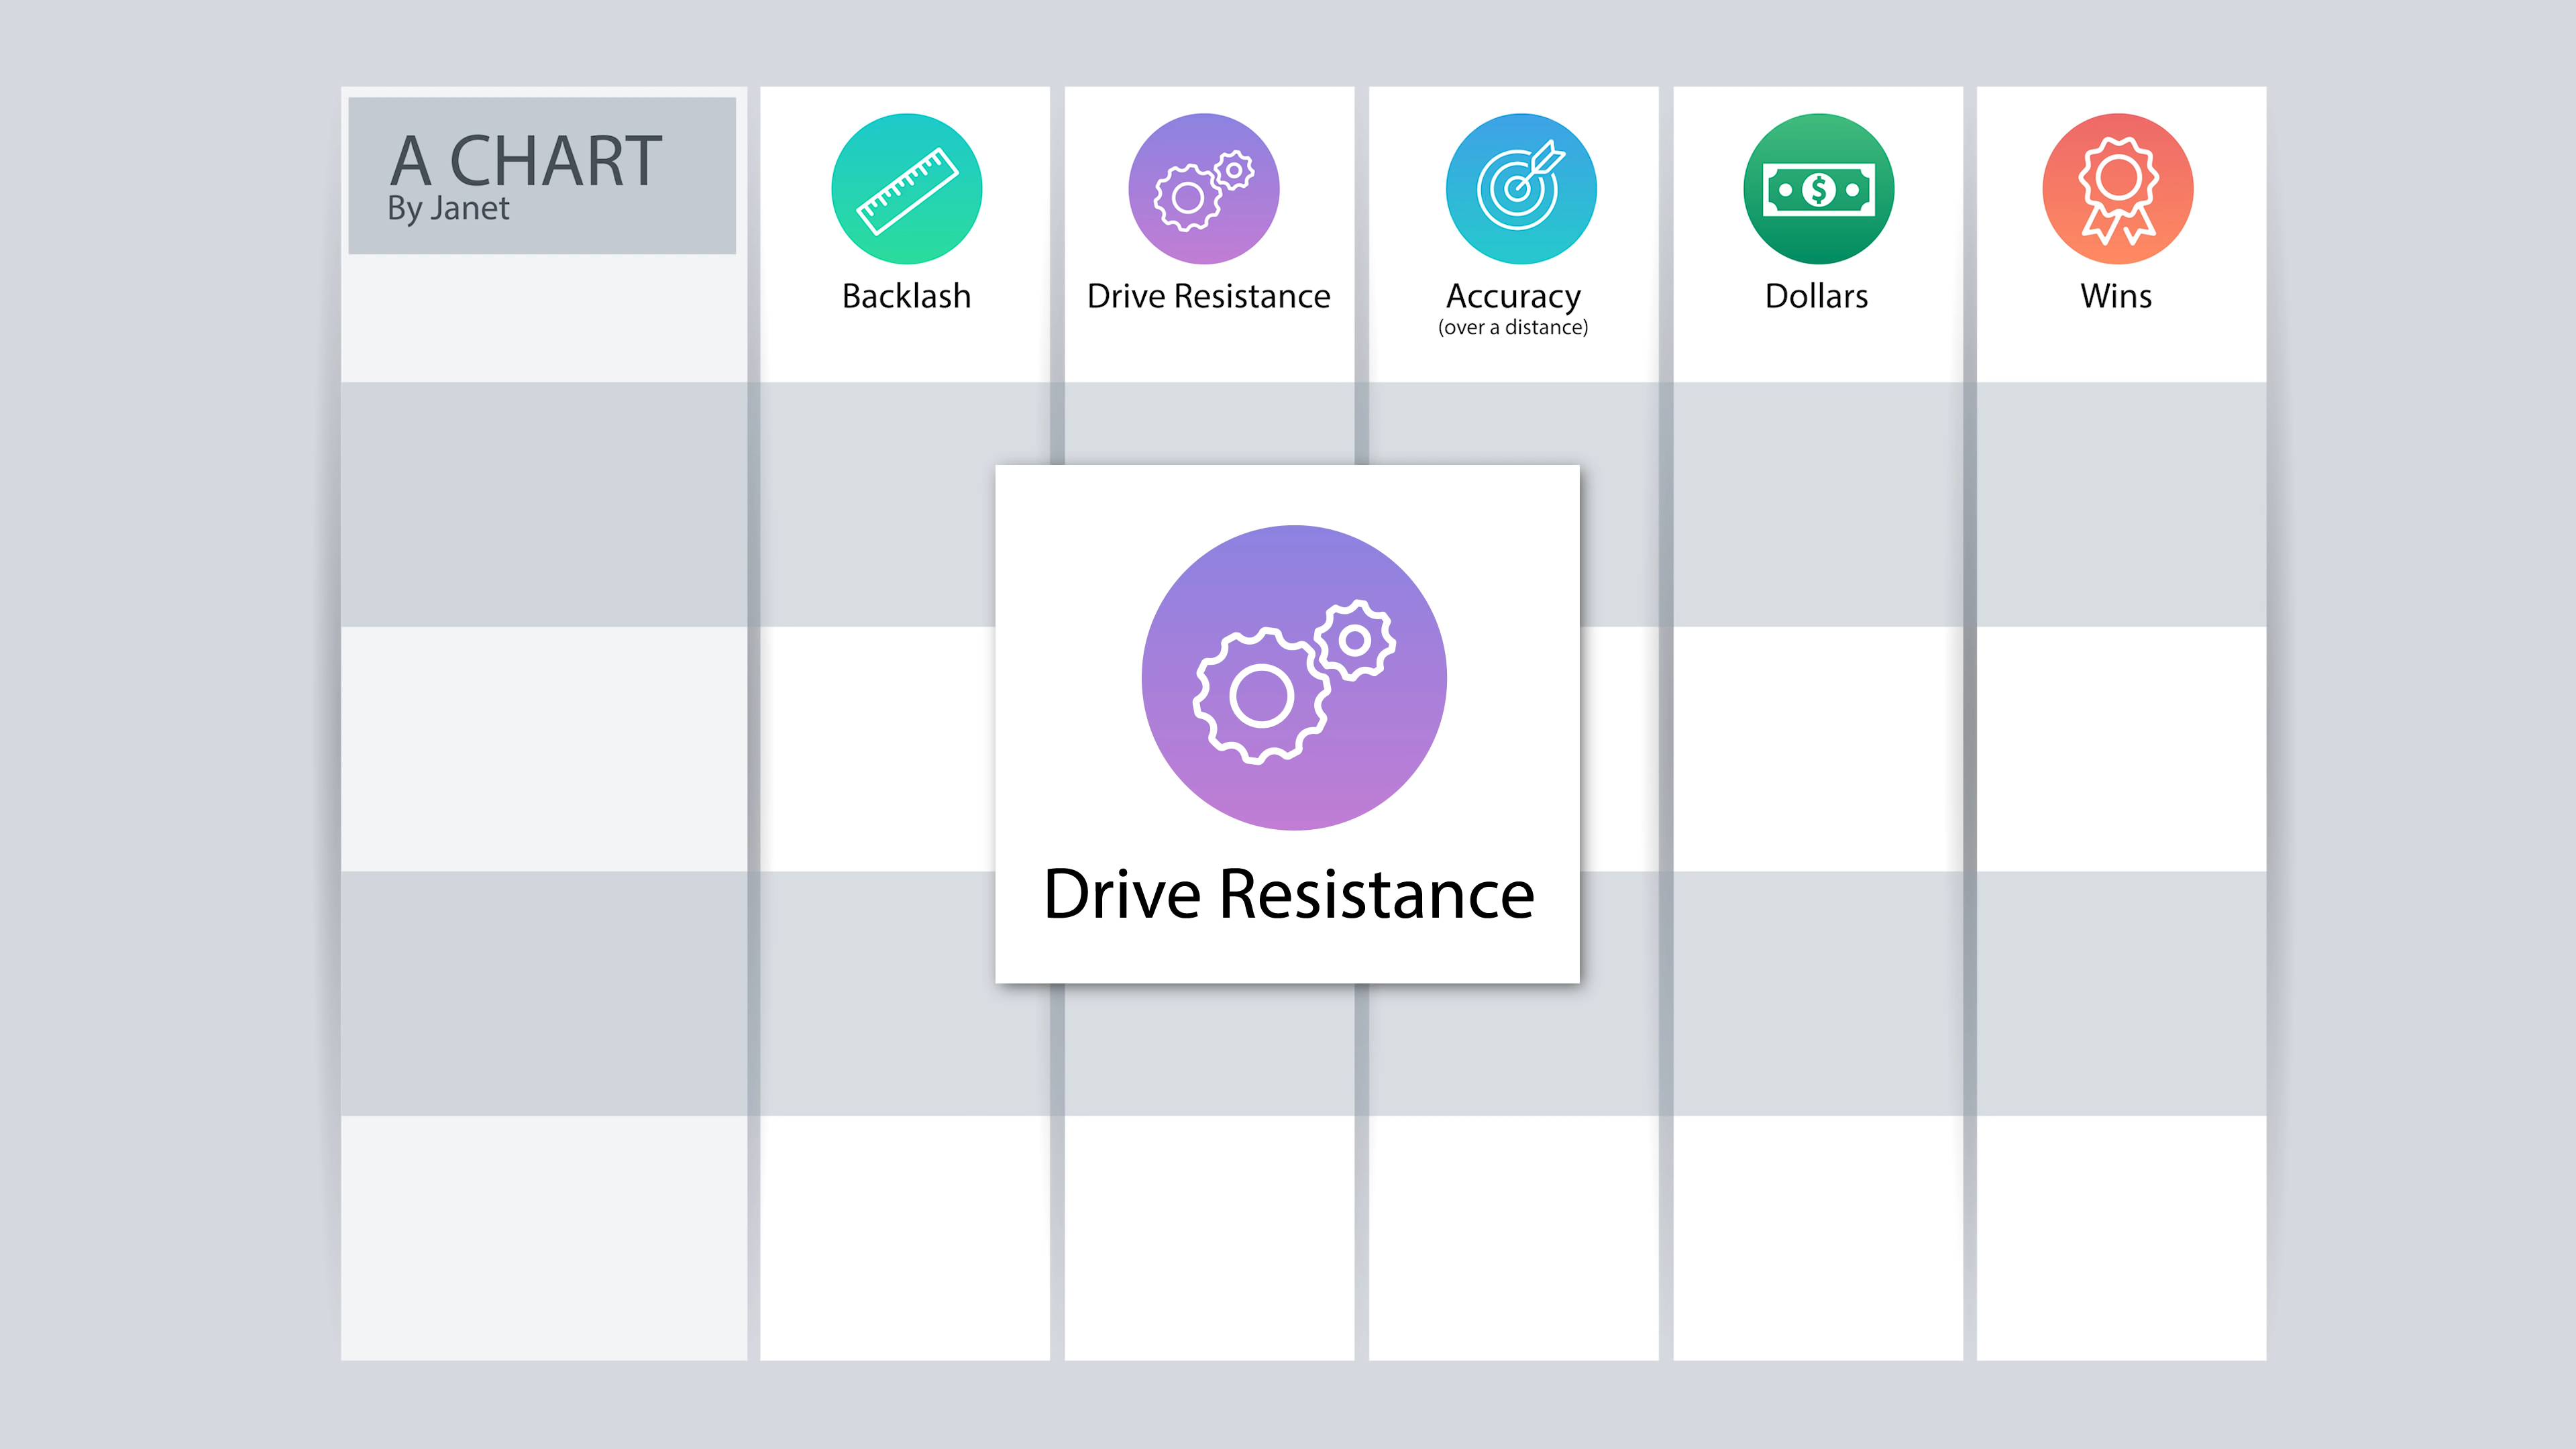 A CHART
By Janet
Backlash
Drive Resistance
Accuracy
(over a distance)
Dollars
$
Wins
Drive Resistance